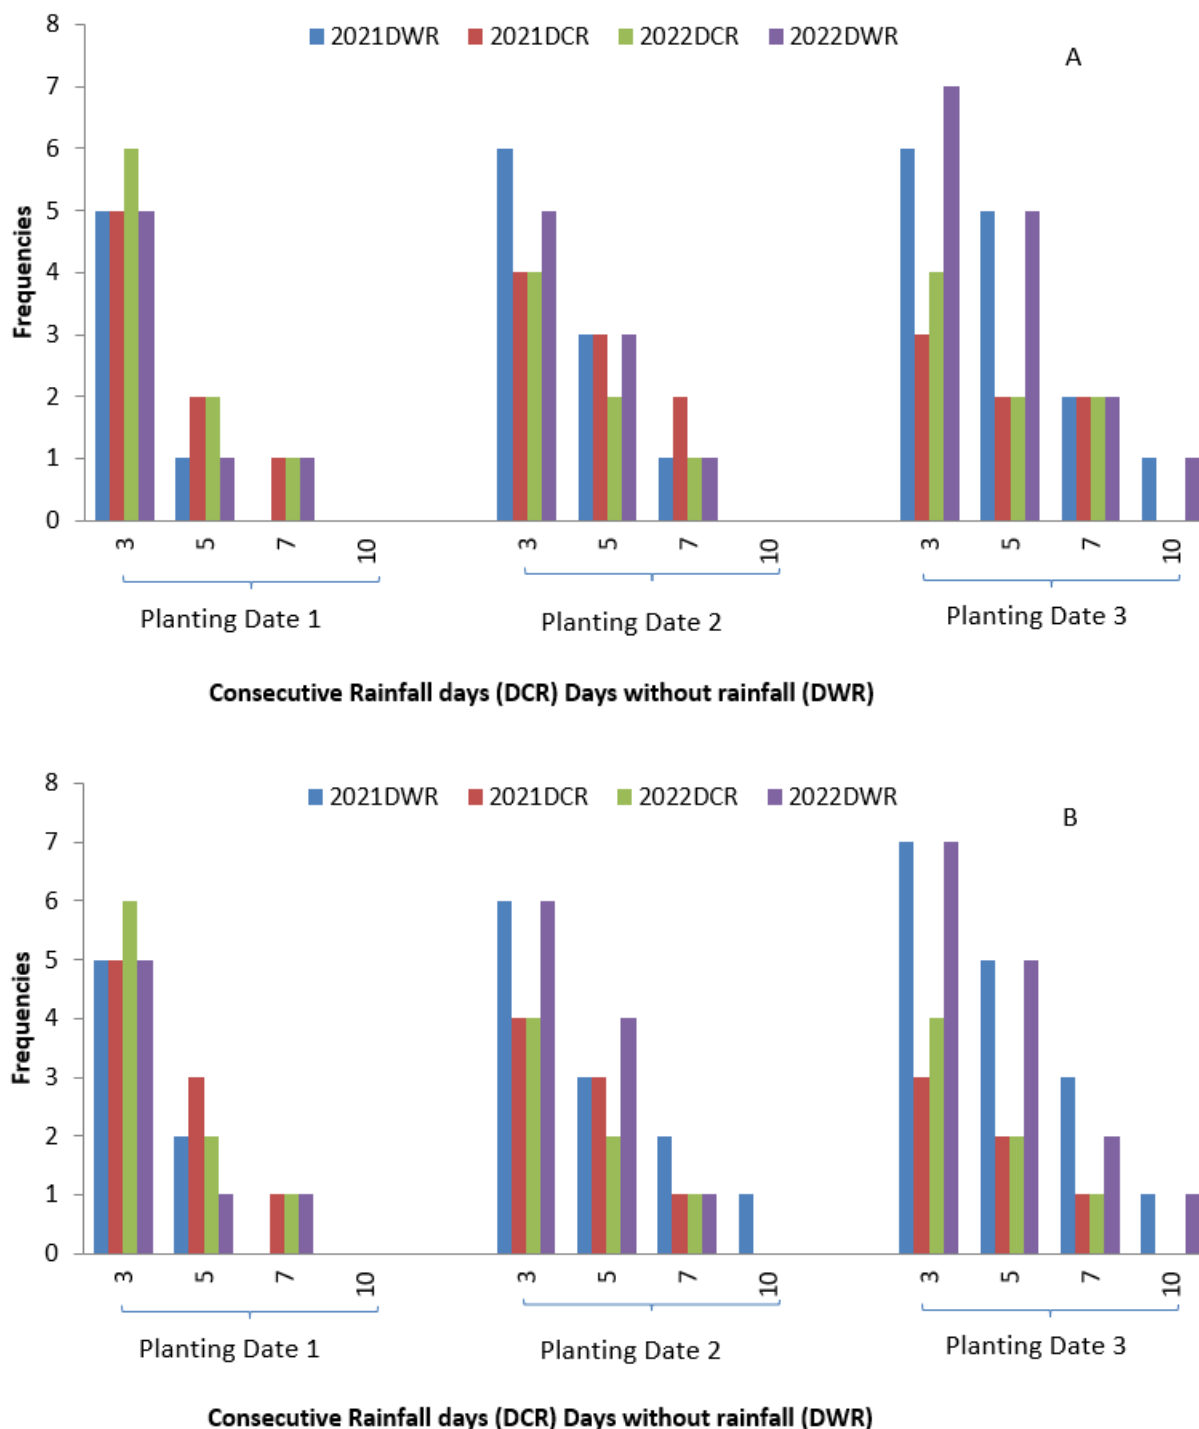 8
2021DWR 2021DCR 2022DCR 2022DWR
A
7
6
5
4
3
2
1
0
Frequencies
3 5 7 10 3 5 7 10 3 5 7 10
Planting Date 1 Planting Date 2 Planting Date 3
Consecutive Rainfall days (DCR) Days without rainfall (DWR)
8
2021DWR 2021DCR 2022DCR 2022DWR
B
7
6
5
4
3
2
1
0
Frequencies
3 5 7 10 3 5 7 10 3 5 7 10
Planting Date 1 Planting Date 2 Planting Date 3
Consecutive Rainfall days (DCR) Days without rainfall (DWR)